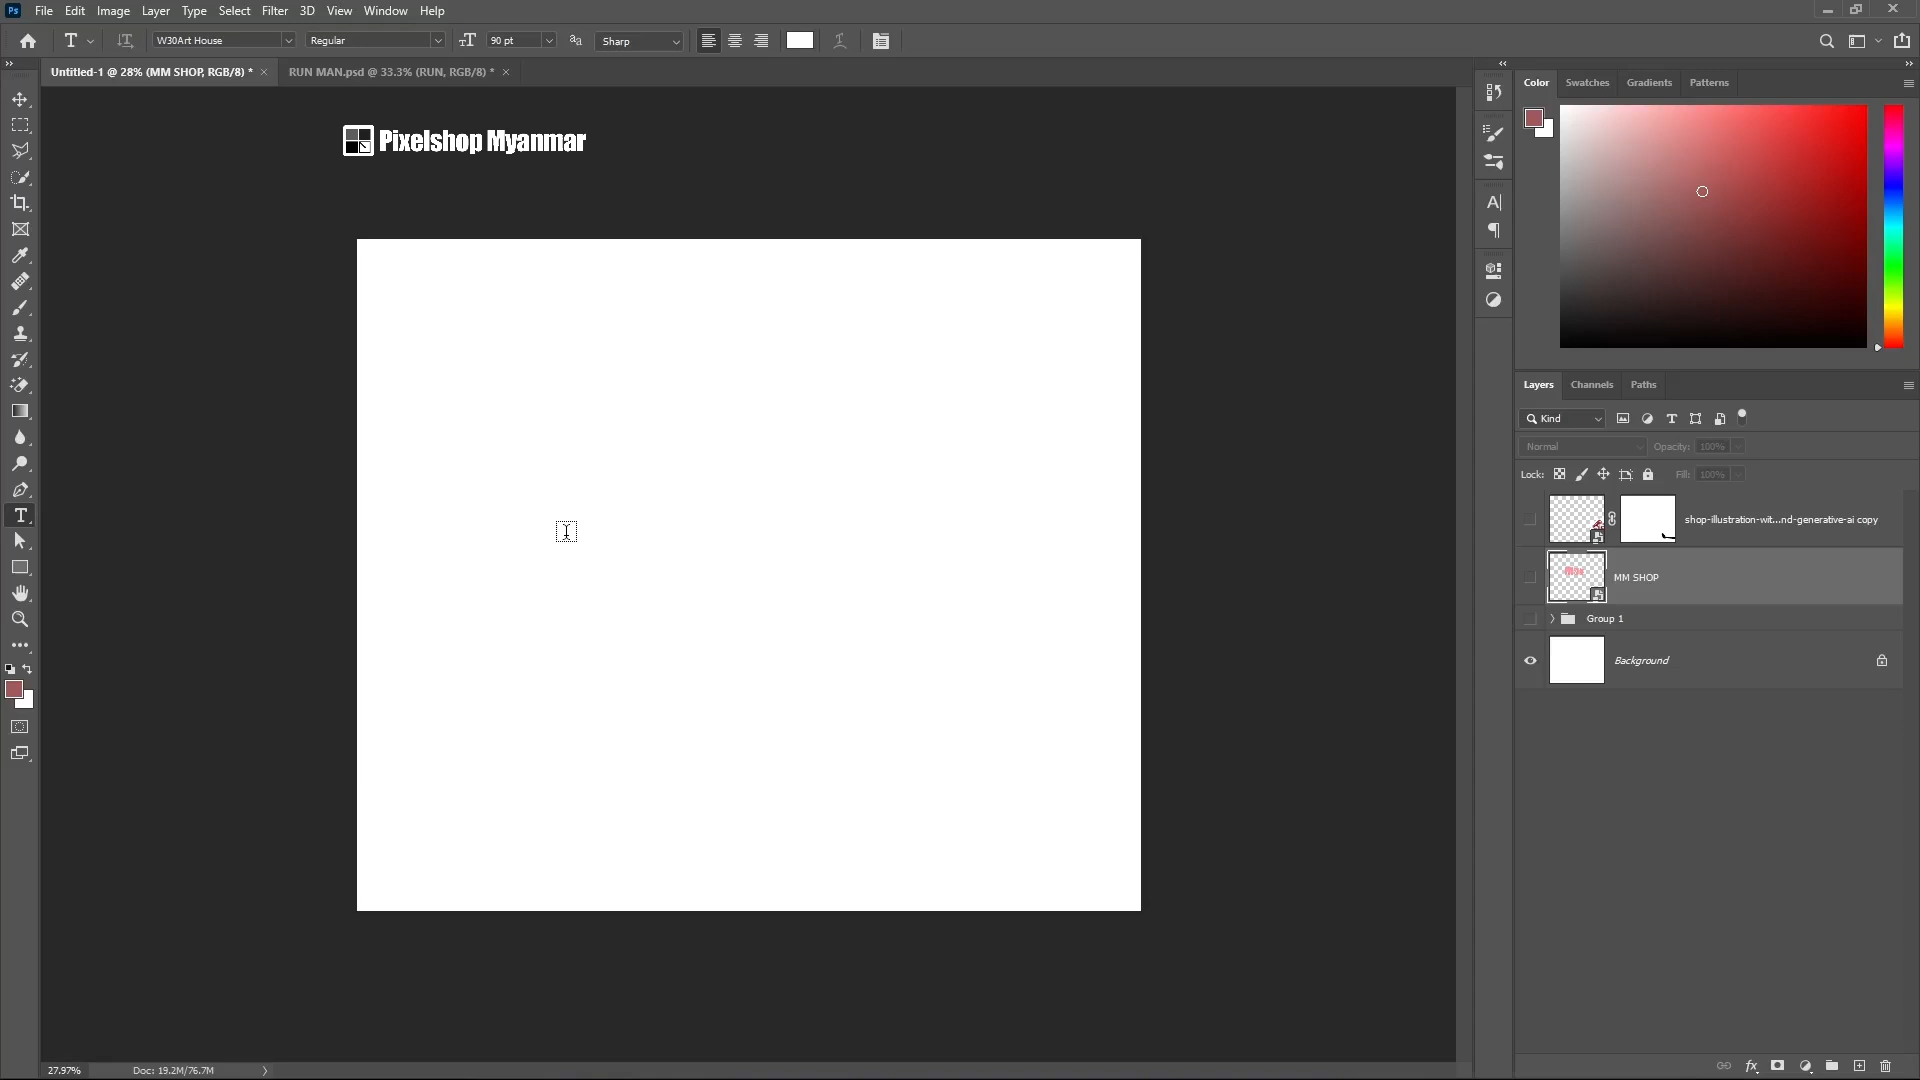 Ps File Edit Image Layer Type Select Filter 3D View Window Help
W30Art House Regular 90 pt Sharp
Untitled-1 @ 28% (MM SHOP, RGB/8) * RUN MAN.psd @ 33.3% (RUN, RGB/8) *
Pixelshop Myanmar
Color Swatches Gradients Patterns
Layers Channels Paths
Kind
Normal Opacity: 100%
Lock: Fill: 100%
shop-illustration-wit...nd-generative-ai copy
MM SHOP
Group 1
Background
27.97% Doc: 19.2M/76.7M